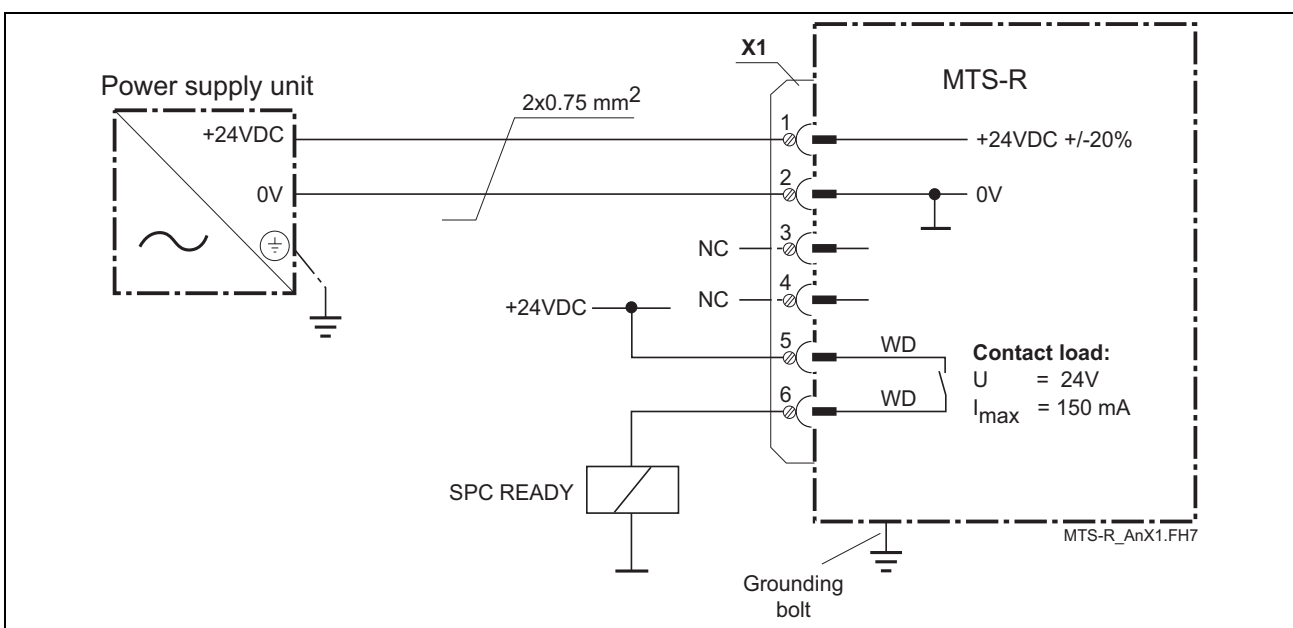 X1
Power supply unit
MTS-R
2x0.75 mm2
+24VDC
1
+24VDC +/-20%
0V
2
0V
NC
3
NC
4
+24VDC
5
WD
Contact load:
U = 24V
6
WD
Imax = 150 mA
SPC READY
MTS-R_AnX1.FH7
Grounding
bolt